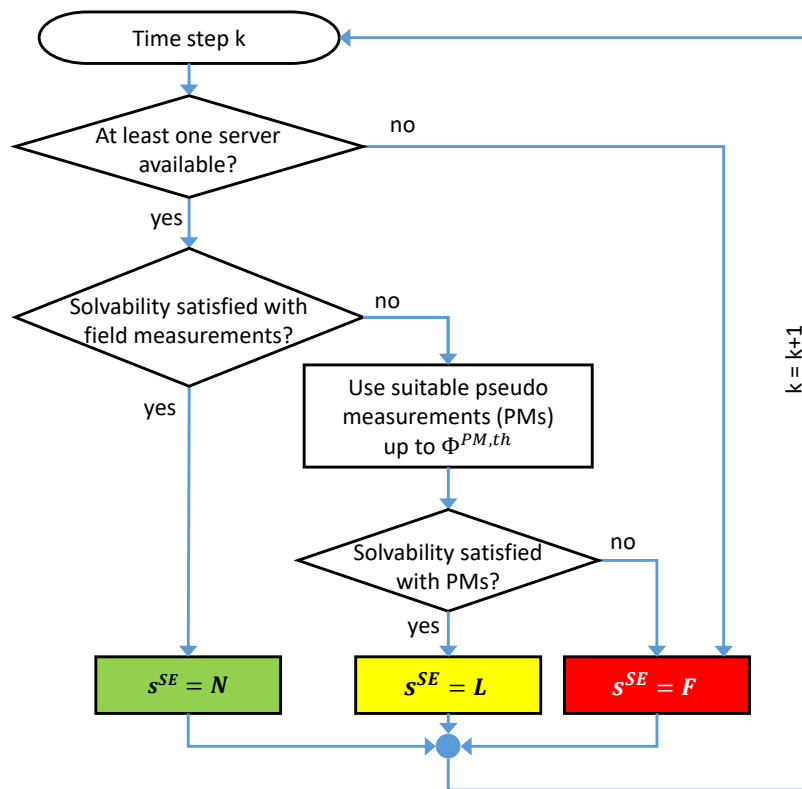 Time step k
At least one server
available?
no
yes
Solvability satisfied with
field measurements?
no
yes
Use suitable pseudo
measurements (PMs)
up to Φ^{PM,th}
k = k+1
Solvability satisfied
with PMs?
no
yes
s^{SE} = N
s^{SE} = L
s^{SE} = F